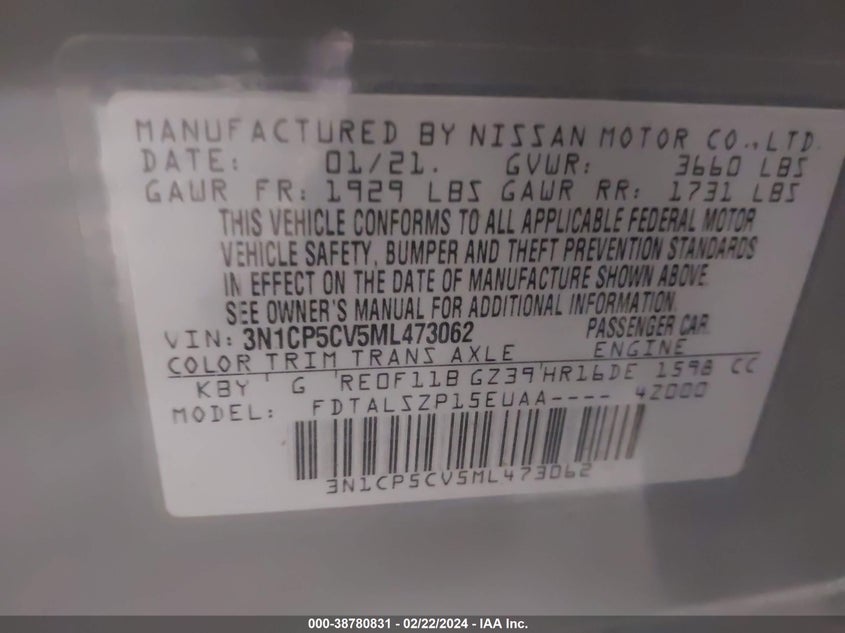 MANUFACTURED BY NISSAN MOTOR CO., LTD.
DATE: 01/21. GVWR: 3660 LBS
GAWR FR: 1929 LBS GAWR RR: 1731 LBS
THIS VEHICLE CONFORMS TO ALL APPLICABLE FEDERAL MOTOR
VEHICLE SAFETY, BUMPER AND THEFT PREVENTION STANDARDS
IN EFFECT ON THE DATE OF MANUFACTURE SHOWN ABOVE.
SEE OWNER'S MANUAL FOR ADDITIONAL INFORMATION.
VIN: 3N1CP5CV5ML473062 PASSENGER CAR
COLOR TRIM TRANS AXLE ENGINE
KBY G RE0F11B GZ39 HR16DE 1598 CC
MODEL: FDTALSZP15EUAA---- 4Z000
3N1CP5CV5ML473062
000-38780831 - 02/22/2024 - IAA Inc.